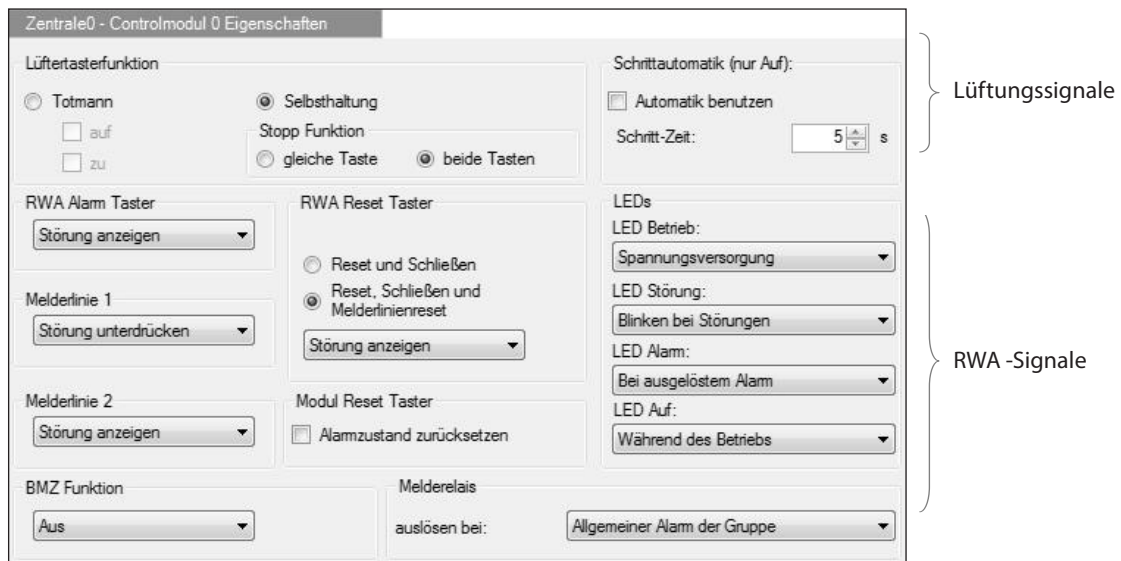 Zentrale0 - Controlmodul 0 Eigenschaften
Lüftertasterfunktion
Totmann
auf
zu
Selbsthaltung
Stopp Funktion
gleiche Taste
beide Tasten
Schrittautomatik (nur Auf):
Automatik benutzen
Schritt-Zeit:
5
s
Lüftungssignale
RWA Alarm Taster
Störung anzeigen
Melderlinie 1
Störung unterdrücken
Melderlinie 2
Störung anzeigen
RWA Reset Taster
Reset und Schließen
Reset, Schließen und
Melderlinienreset
Störung anzeigen
Modul Reset Taster
Alarmzustand zurücksetzen
LEDs
LED Betrieb:
Spannungsversorgung
LED Störung:
Blinken bei Störungen
LED Alarm:
Bei ausgelöstem Alarm
LED Auf:
Während des Betriebs
RWA -Signale
BMZ Funktion
Aus
Melderelais
auslösen bei:
Allgemeiner Alarm der Gruppe